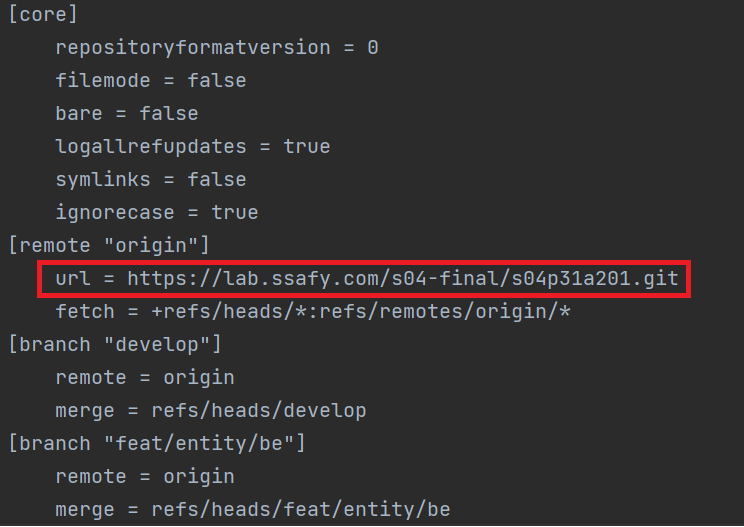 [core]
    repositoryformatversion = 0
    filemode = false
    bare = false
    logallrefupdates = true
    symlinks = false
    ignorecase = true
[remote "origin"]
    url = https://lab.ssafy.com/s04-final/s04p31a201.git
    fetch = +refs/heads/*:refs/remotes/origin/*
[branch "develop"]
    remote = origin
    merge = refs/heads/develop
[branch "feat/entity/be"]
    remote = origin
    merge = refs/heads/feat/entity/be